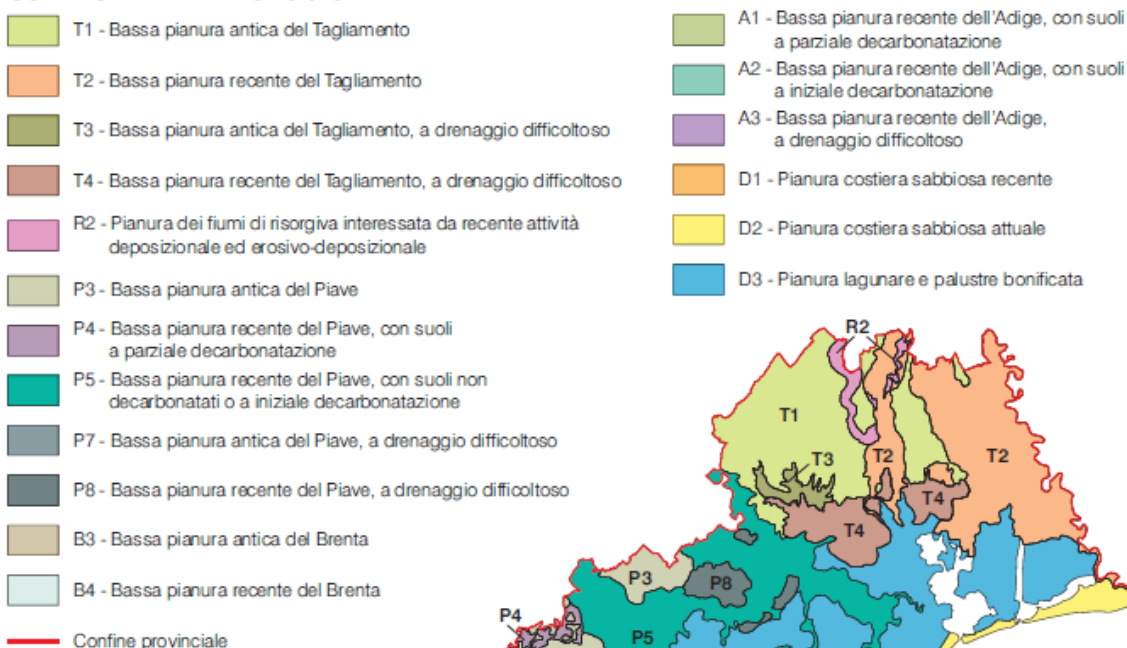 T1 - Bassa pianura antica del Tagliamento
T2 - Bassa pianura recente del Tagliamento
T3 - Bassa pianura antica del Tagliamento, a drenaggio difficoltoso
T4 - Bassa pianura recente del Tagliamento, a drenaggio difficoltoso
R2 - Pianura dei fiumi di risorgiva interessata da recente attività
deposizionale ed erosivo-deposizionale
P3 - Bassa pianura antica del Piave
P4 - Bassa pianura recente del Piave, con suoli
a parziale decarbonatazione
P5 - Bassa pianura recente del Piave, con suoli non
decarbonatati o a iniziale decarbonatazione
P7 - Bassa pianura antica del Piave, a drenaggio difficoltoso
P8 - Bassa pianura recente del Piave, a drenaggio difficoltoso
B3 - Bassa pianura antica del Brenta
B4 - Bassa pianura recente del Brenta
Confine provinciale
A1 - Bassa pianura recente dell'Adige, con suoli
a parziale decarbonatazione
A2 - Bassa pianura recente dell'Adige, con suoli
a iniziale decarbonatazione
A3 - Bassa pianura recente dell'Adige,
a drenaggio difficoltoso
D1 - Pianura costiera sabbiosa recente
D2 - Pianura costiera sabbiosa attuale
D3 - Pianura lagunare e palustre bonificata
R2
T1
T3
T2
T2
T4
T4
P3
P8
P4
P5